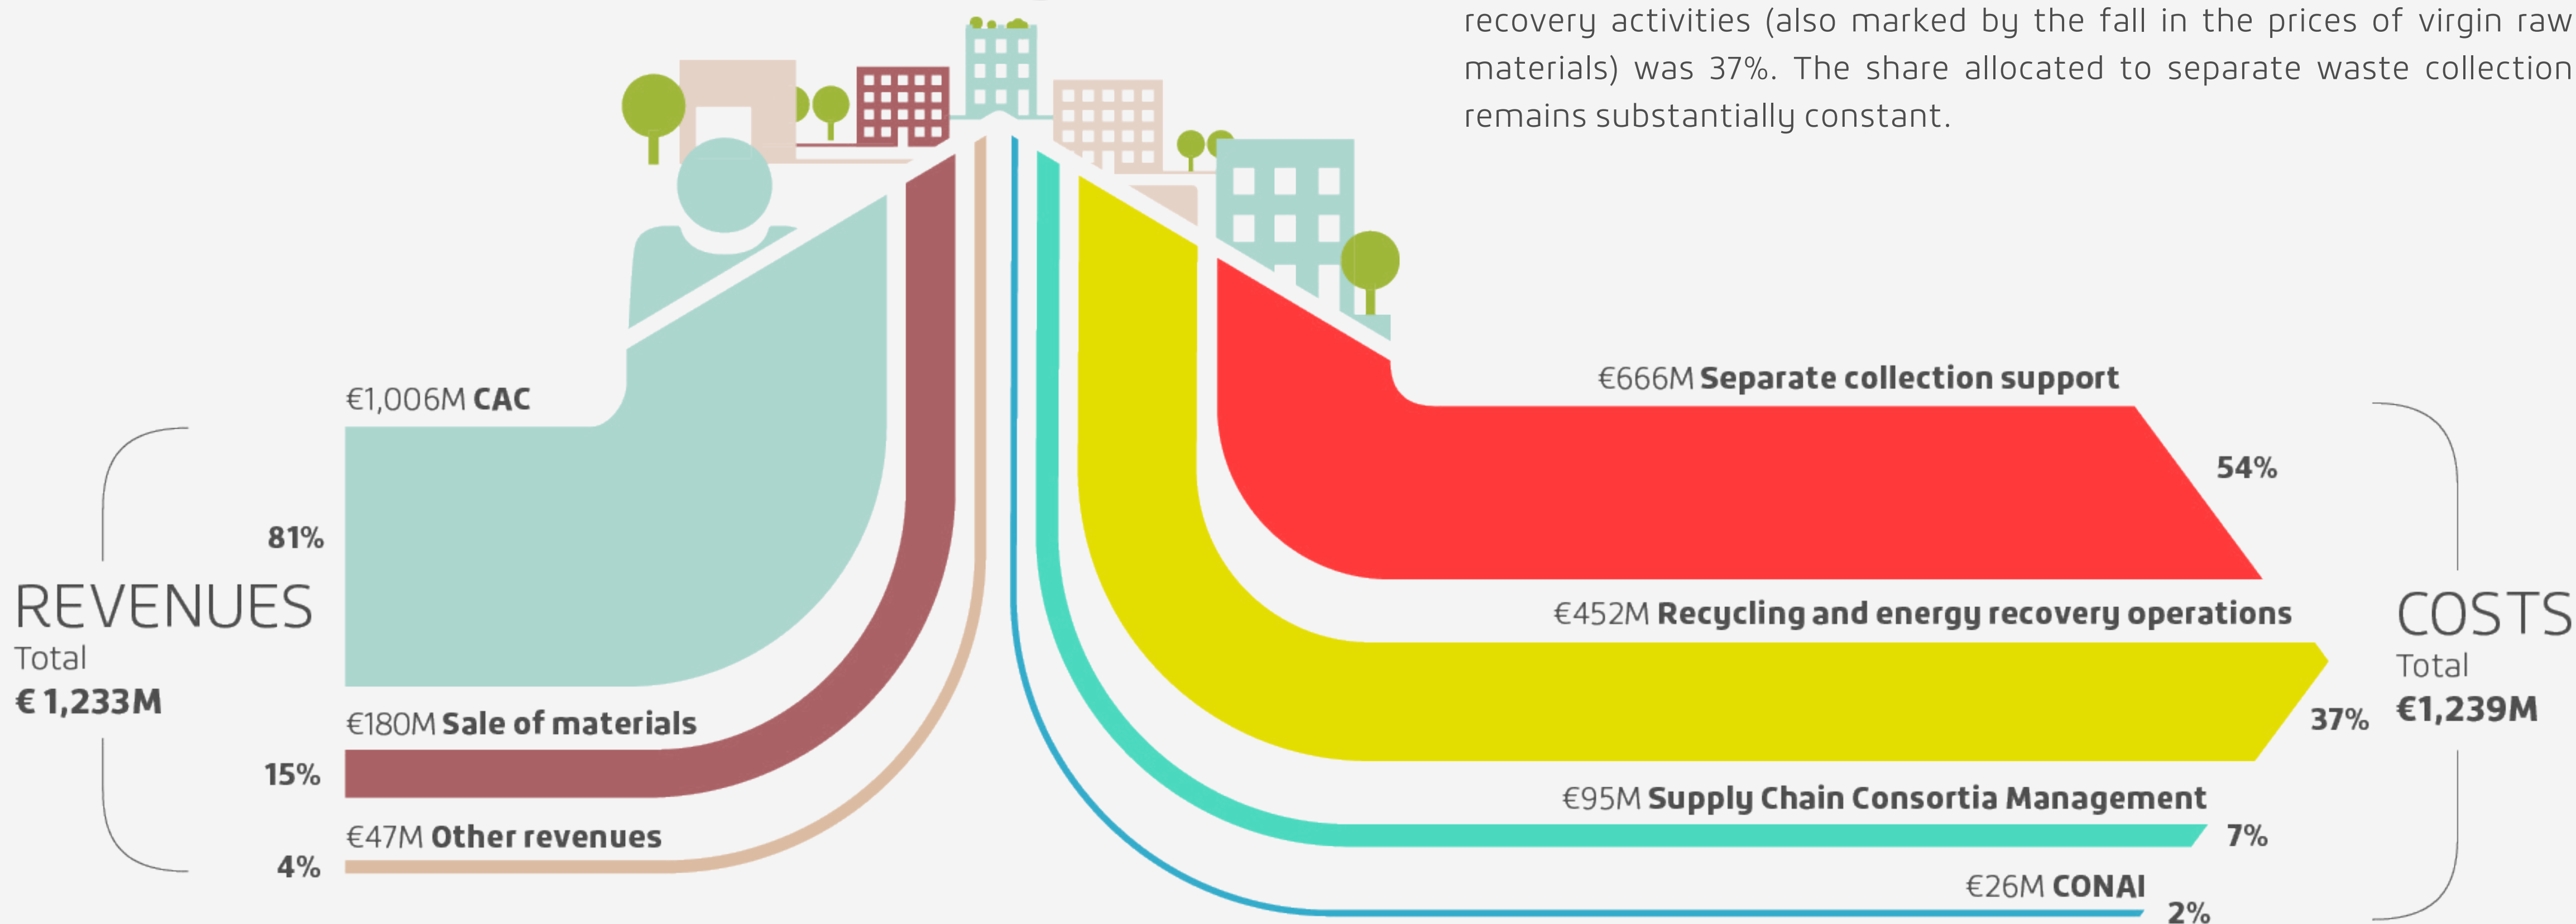 recovery activities (also marked by the fall in the prices of virgin raw
materials) was 37%. The share allocated to separate waste collection
remains substantially constant.
REVENUES
Total
€ 1,233M
€1,006M CAC
81%
€180M Sale of materials
15%
€47M Other revenues
4%
€666M Separate collection support
54%
€452M Recycling and energy recovery operations
37%
€95M Supply Chain Consortia Management
7%
€26M CONAI
2%
COSTS
Total
€1,239M